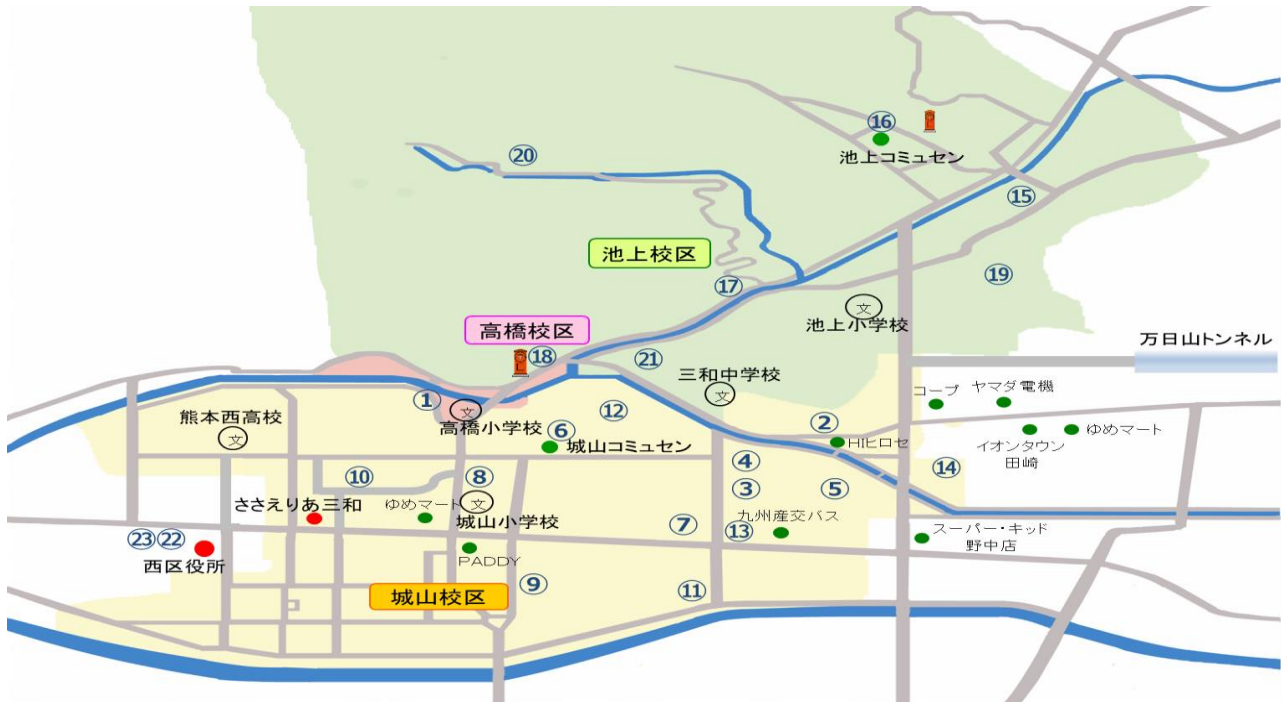 ⑯
池上コミュセン
⑳
⑮
池上校区
⑲
⑰
文
池上小学校
高橋校区
⑱
万日山トンネル
㉑
三和中学校
文
コープ
ヤマダ電機
①
文
高橋小学校
⑫
②
HIヒロセ
イオンタウン
田崎
ゆめマート
熊本西高校
文
⑥
城山コミュセン
④
⑭
⑩
⑧
③
⑤
ささえりあ三和
ゆめマート
文
城山小学校
九州産交バス
⑦
⑬
スーパー・キッド
野中店
㉓
㉒
西区役所
PADDY
⑨
⑪
城山校区